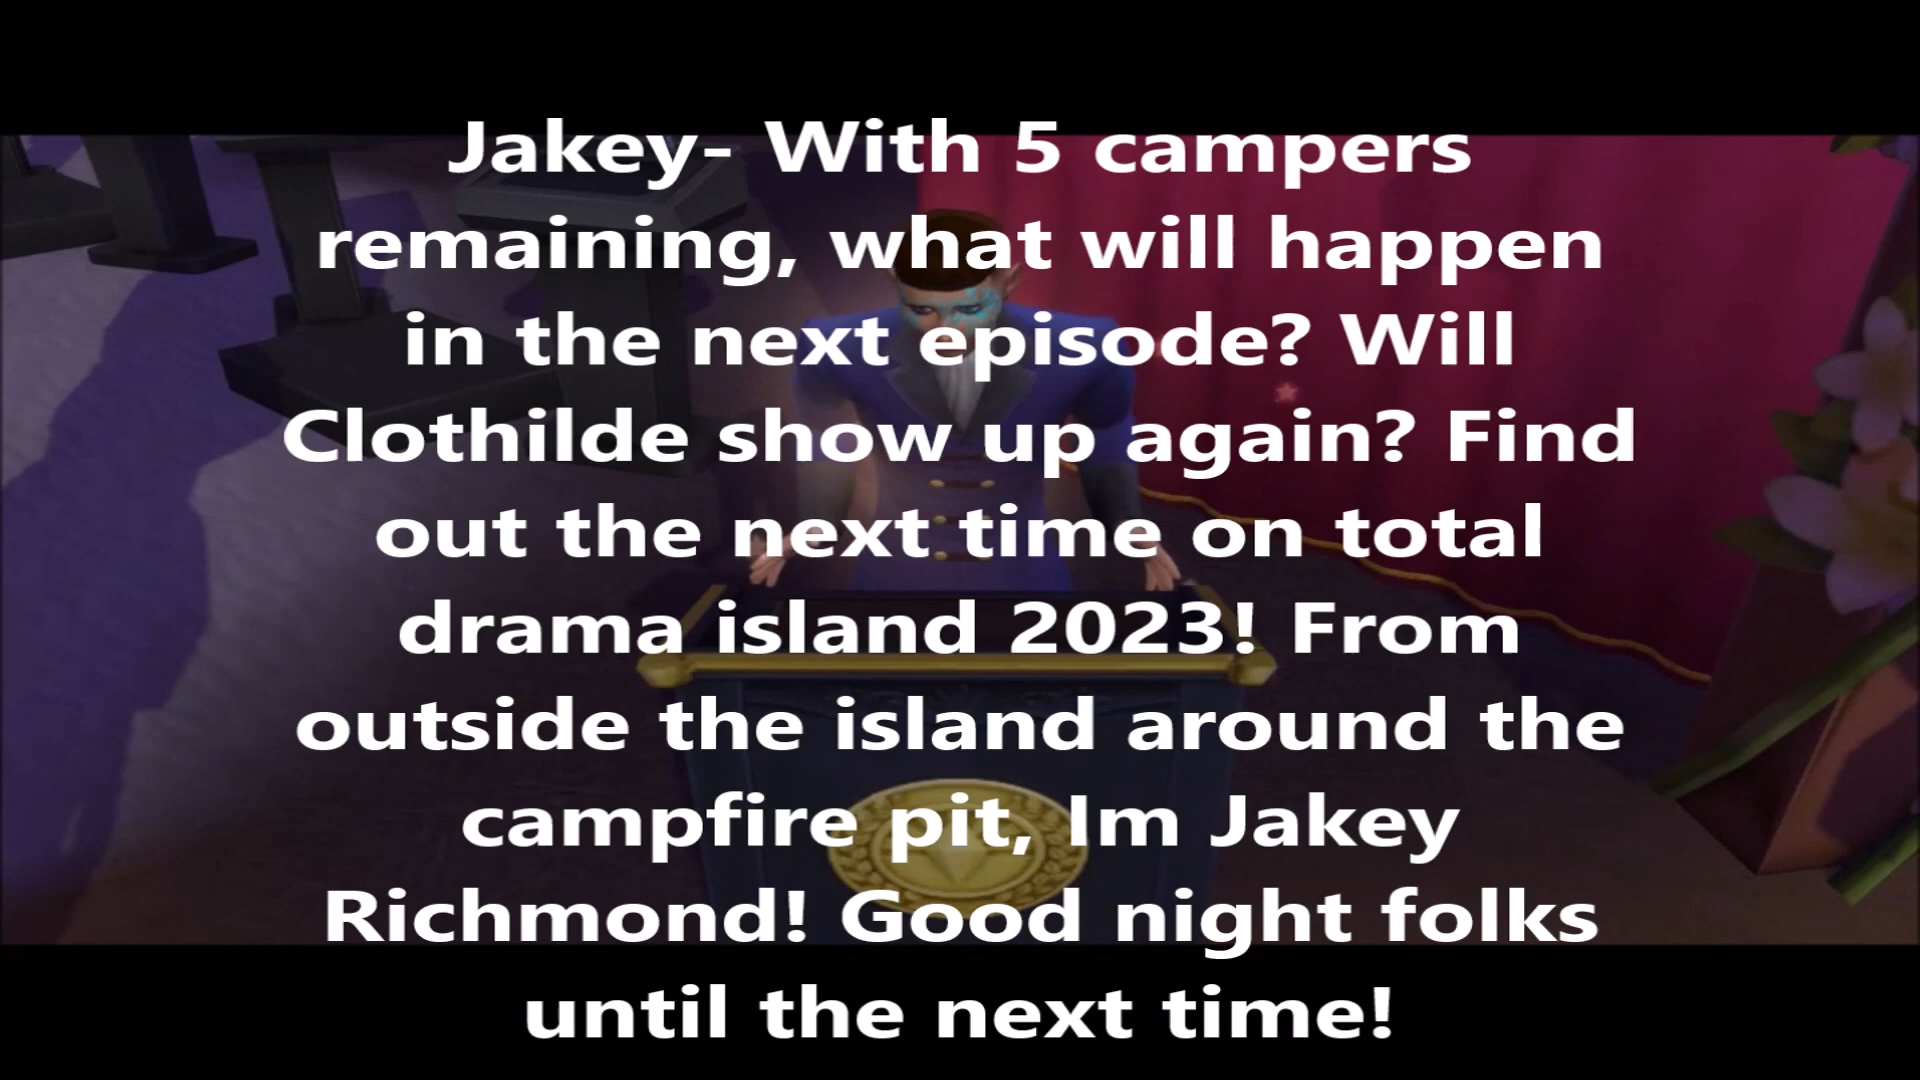 Jakey- With 5 campers
remaining, what will happen
in the next episode? Will
Clothilde show up again? Find
out the next time on total
drama island 2023! From
outside the island around the
campfire pit, Im Jakey
Richmond! Good night folks
until the next time!